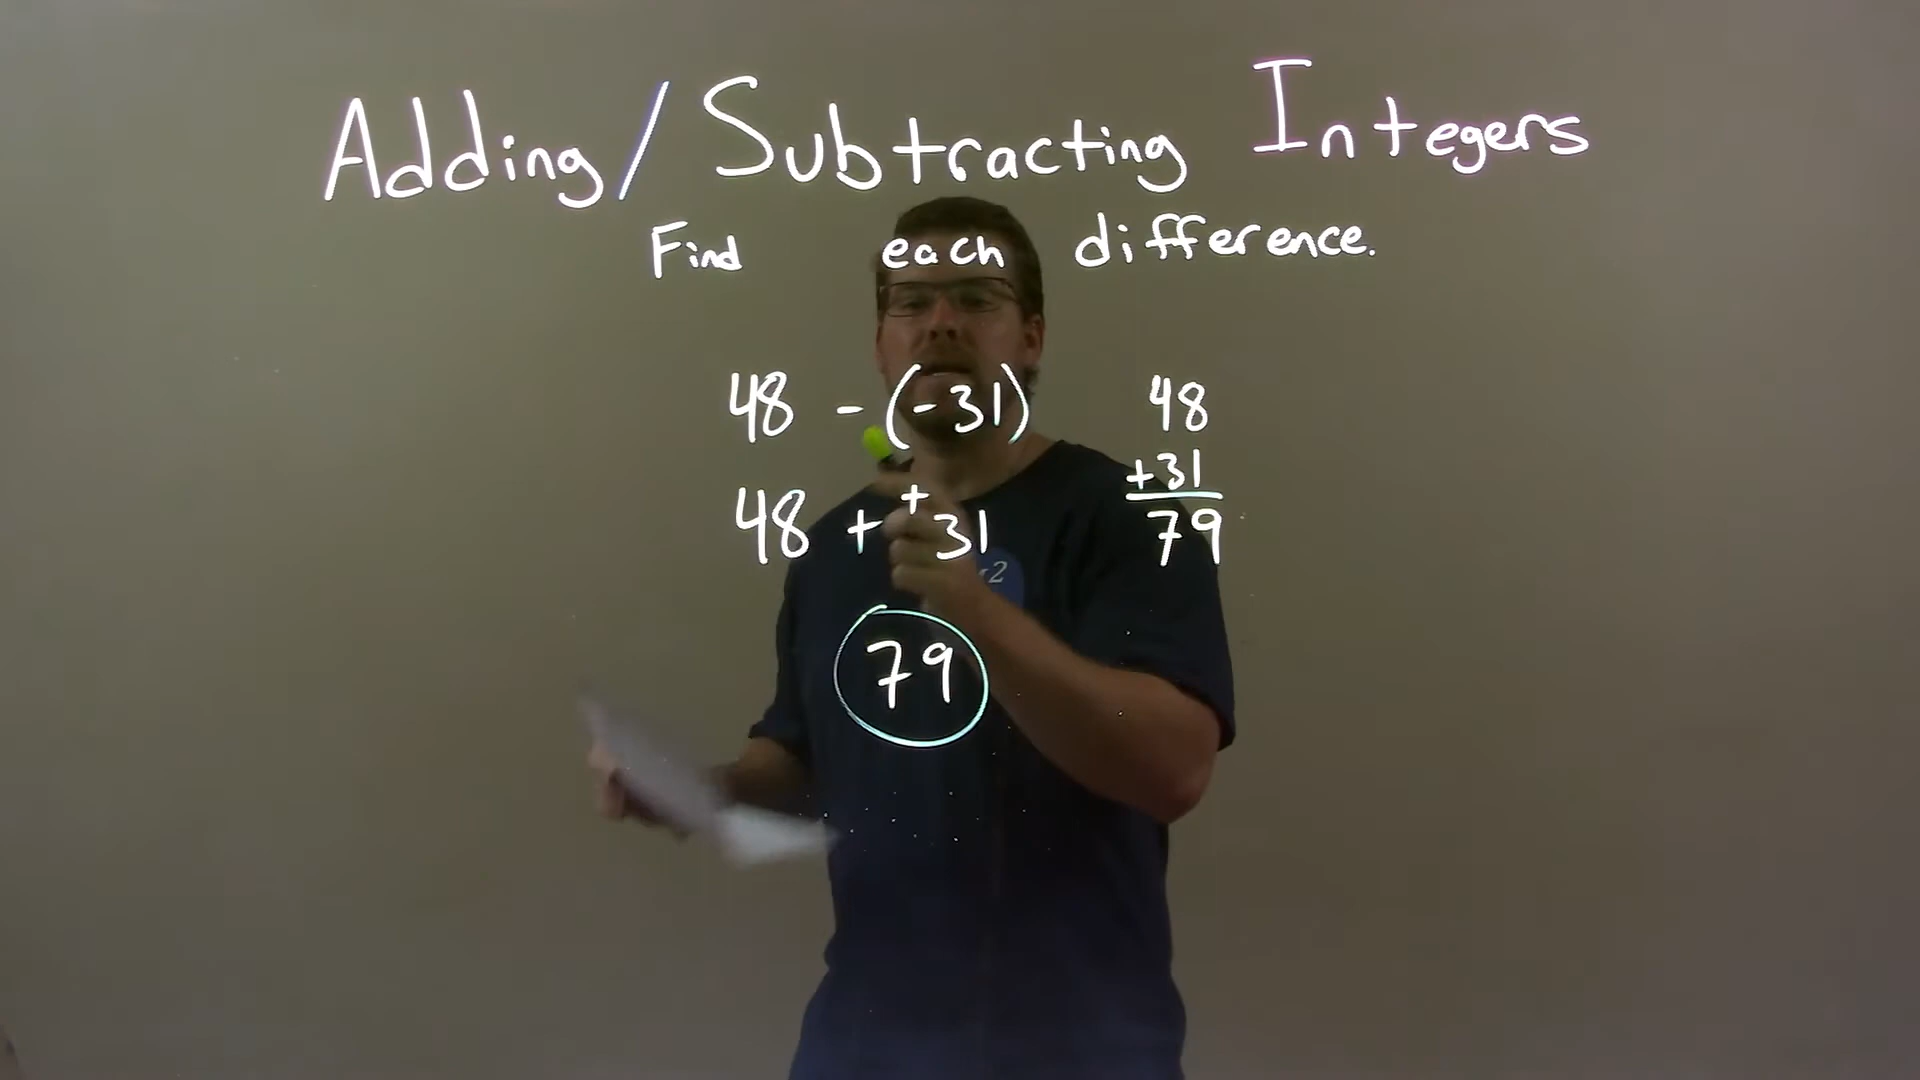 Adding/Subtracting Integers
Find each difference.
48 - (-31)
48 + +31
79
48
+31
79